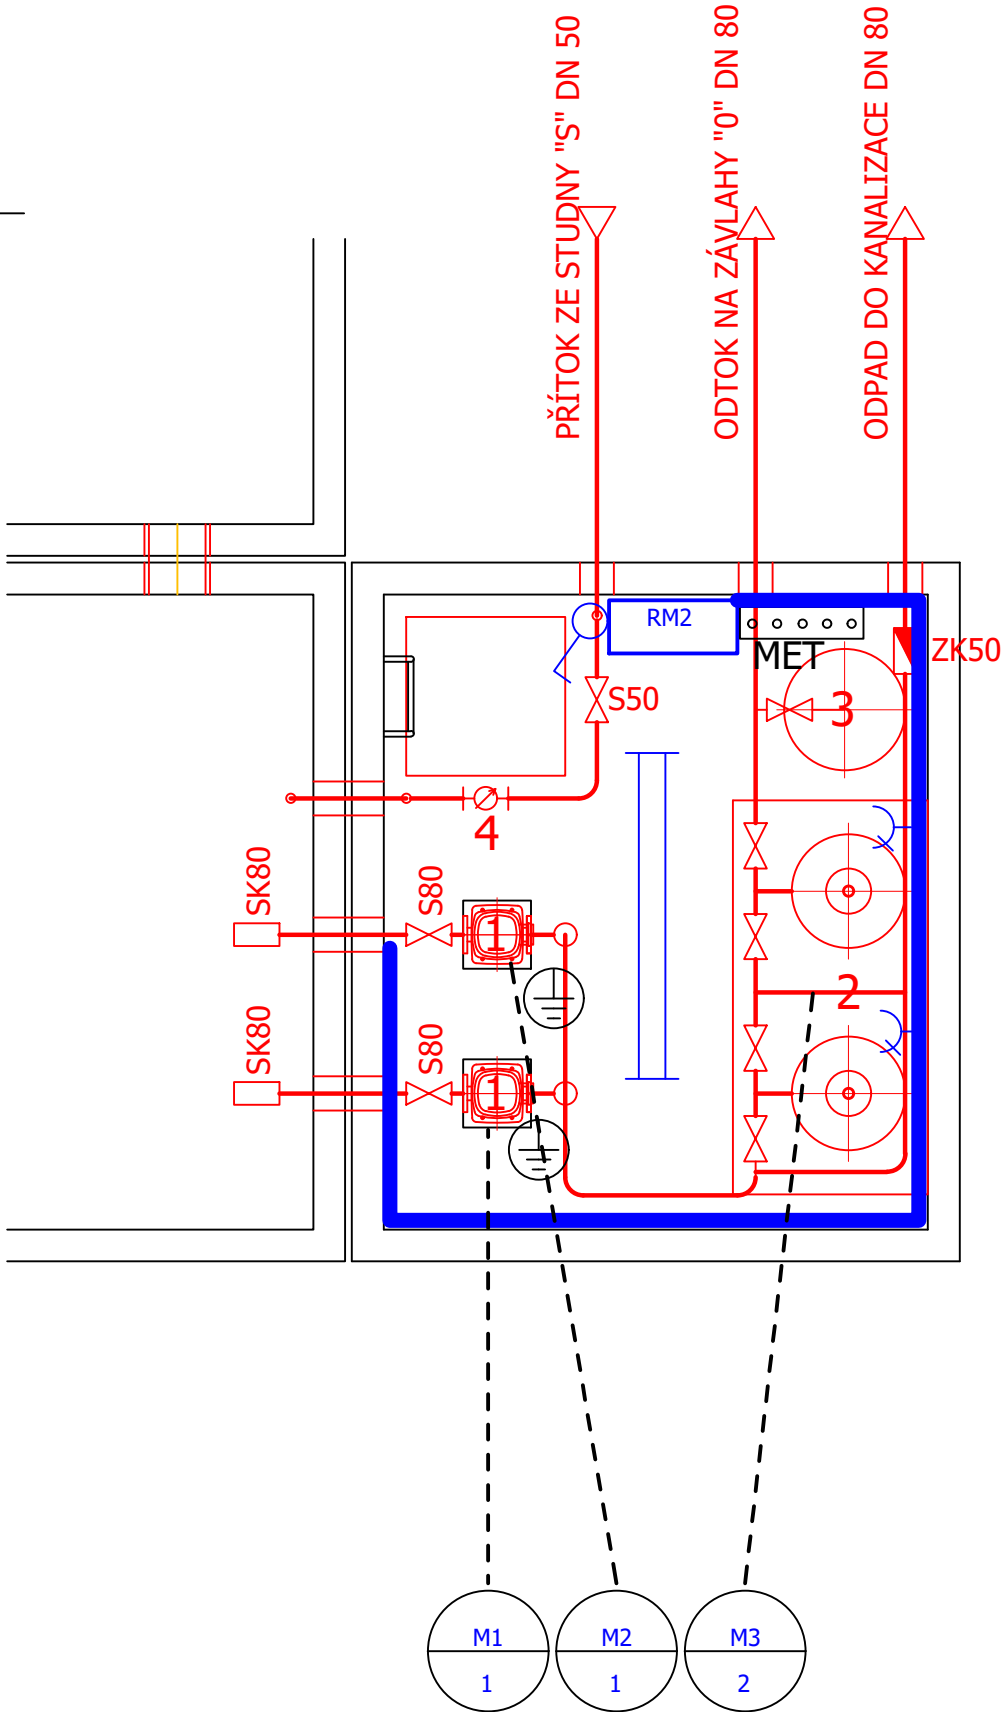 PŘÍTOK ZE STUDNY "S" DN 50
ODTOK NA ZÁVLAHY "O" DN 80
ODPAD DO KANALIZACE DN 80
RM2
MET
ZK50
S50
3
4
SK80
S80
1
2
SK80
S80
1
M1
1
M2
1
M3
2